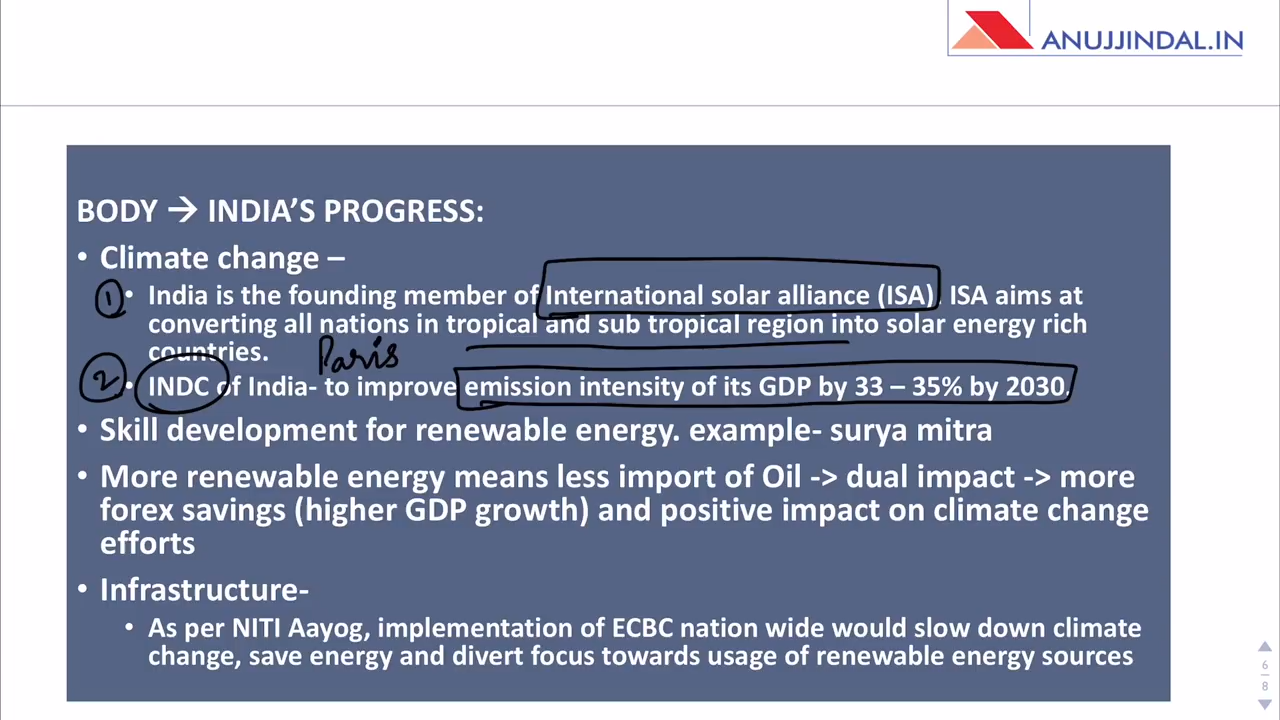 ANUJJINDAL.IN
BODY → INDIA'S PROGRESS:
• Climate change –
① • India is the founding member of International solar alliance (ISA). ISA aims at
converting all nations in tropical and sub tropical region into solar energy rich
countries.
Paris
② • INDC of India- to improve emission intensity of its GDP by 33 – 35% by 2030.
• Skill development for renewable energy. example- surya mitra
• More renewable energy means less import of Oil -> dual impact -> more
forex savings (higher GDP growth) and positive impact on climate change
efforts
• Infrastructure-
• As per NITI Aayog, implementation of ECBC nation wide would slow down climate
change, save energy and divert focus towards usage of renewable energy sources
6
8